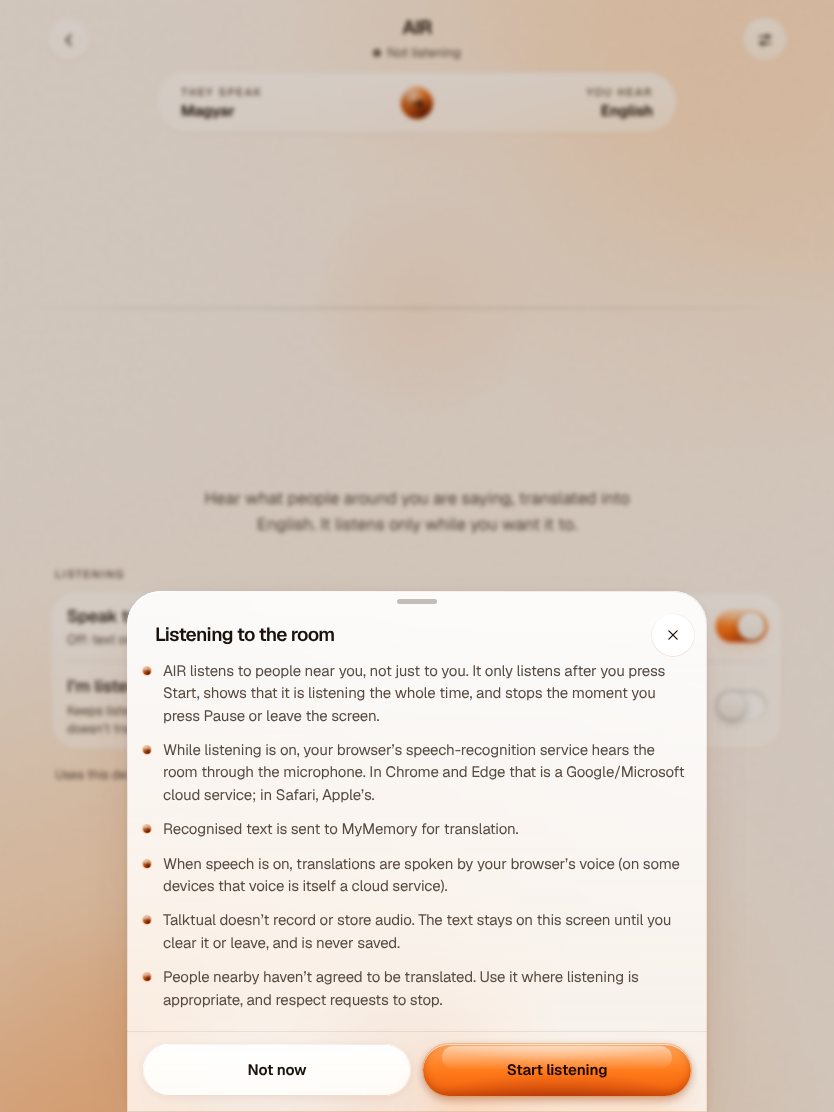 AIR
Not listening
THEY SPEAK
YOU HEAR
Magyar
English
Hear what people around you are saying, translated into
English. It listens only while you want it to.
LISTENING
Speak
Off: text
I'm
Keeps
doesn't
Uses this
Listening to the room
AIR listens to people near you, not just to you. It only listens after you press
Start, shows that it is listening the whole time, and stops the moment you
press Pause or leave the screen.
While listening is on, your browser’s speech-recognition service hears the
room through the microphone. In Chrome and Edge that is a Google/Microsoft
cloud service; in Safari, Apple’s.
Recognised text is sent to MyMemory for translation.
When speech is on, translations are spoken by your browser’s voice (on some
devices that voice is itself a cloud service).
Talktual doesn’t record or store audio. The text stays on this screen until you
clear it or leave, and is never saved.
People nearby haven’t agreed to be translated. Use it where listening is
appropriate, and respect requests to stop.
Not now
Start listening